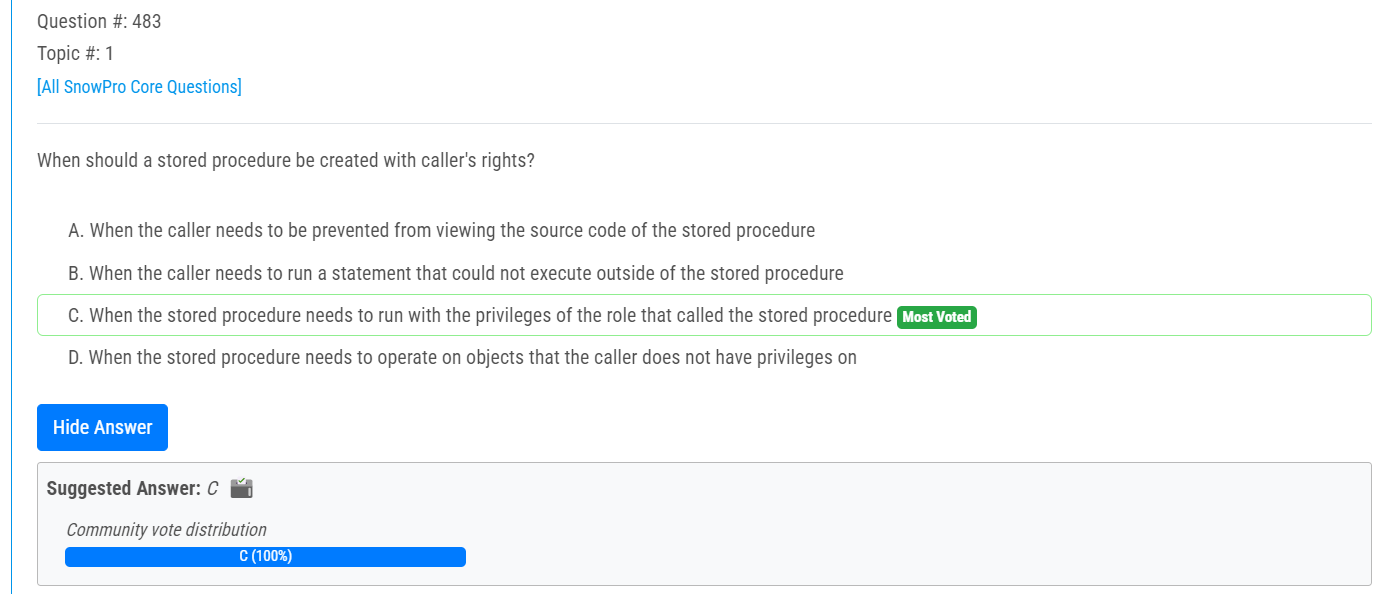 Question #: 483
Topic #: 1
[All SnowPro Core Questions]
When should a stored procedure be created with caller's rights?
A. When the caller needs to be prevented from viewing the source code of the stored procedure
B. When the caller needs to run a statement that could not execute outside of the stored procedure
C. When the stored procedure needs to run with the privileges of the role that called the stored procedure Most Voted
D. When the stored procedure needs to operate on objects that the caller does not have privileges on
Hide Answer
Suggested Answer: C
Community vote distribution
C (100%)